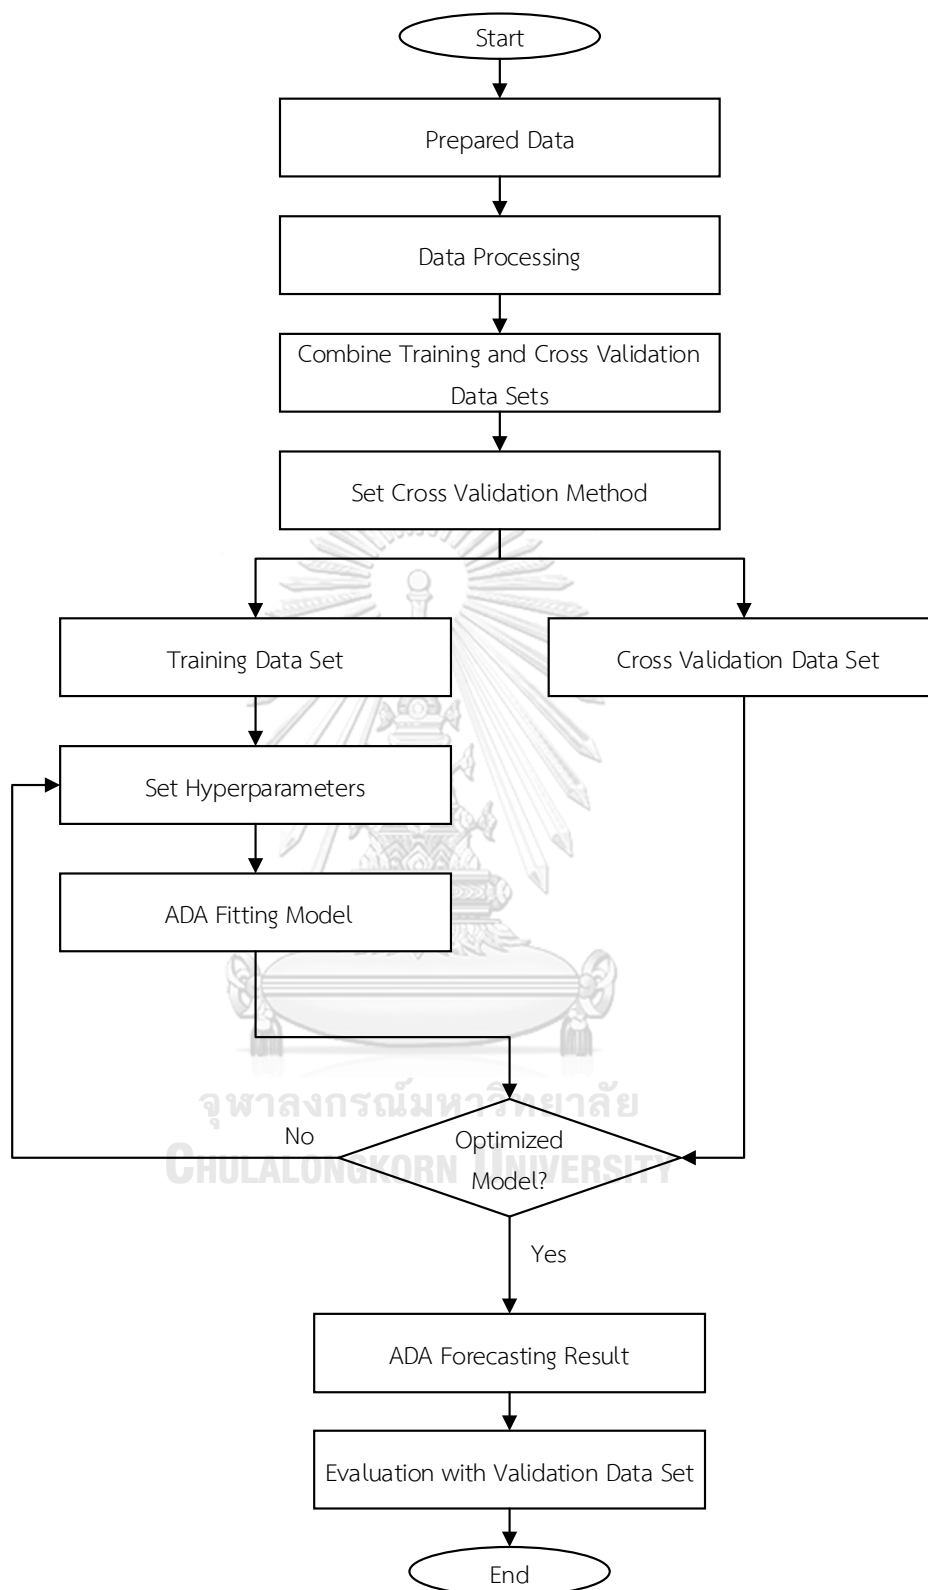 Start
Prepared Data
Data Processing
Combine Training and Cross Validation
Data Sets
Set Cross Validation Method
Training Data Set
Cross Validation Data Set
Set Hyperparameters
ADA Fitting Model
จุฬาลงกรณ์มหาวิทยาลัย
CHULALONGKORN UNIVERSITY
No
Optimized
Model?
Yes
ADA Forecasting Result
Evaluation with Validation Data Set
End